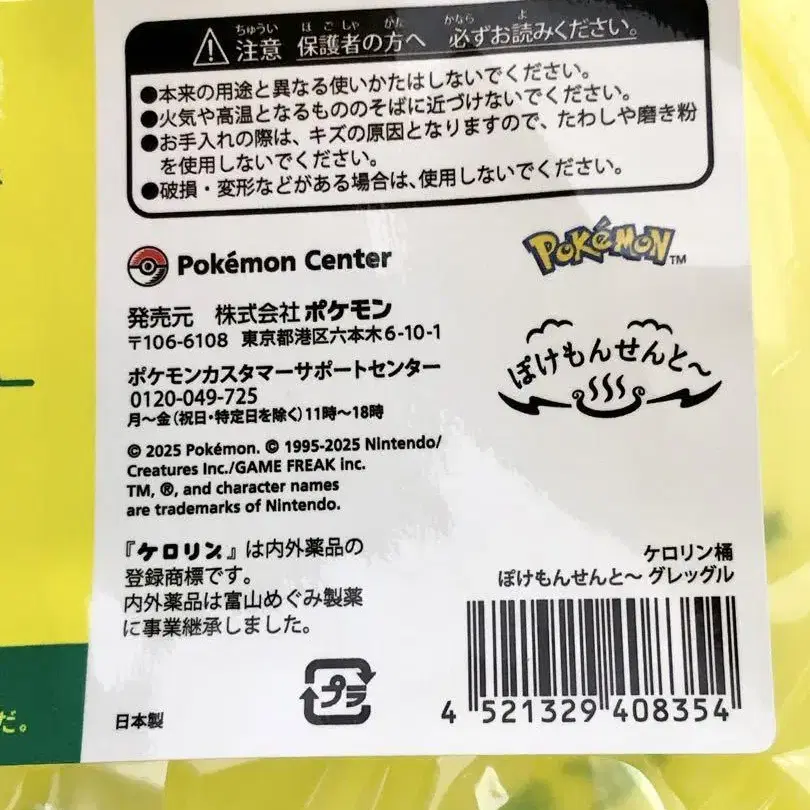 ちゅうい ほ ご しゃ かた かなら よ
⚠注意 保護者の方へ 必ずお読みください。
●本来の用途と異なる使いかたはしないでください。
●火気や高温となるもののそばに近づけないでください。
●お手入れの際は、キズの原因となりますので、たわしや磨き粉
を使用しないでください。
●破損・変形などがある場合は、使用しないでください。
Pokémon Center
POKéMON™
発売元 株式会社ポケモン
〒106-6108 東京都港区六本木6-10-1
ポケモンカスタマーサポートセンター
0120-049-725
月~金(祝日・特定日を除く)11時~18時
ぽけもんせんと~
© 2025 Pokémon. © 1995-2025 Nintendo/
Creatures Inc./GAME FREAK inc.
TM, ®, and character names
are trademarks of Nintendo.
『ケロリン』は内外薬品の
登録商標です。
内外薬品は富山めぐみ製薬
に事業継承しました。
ケロリン桶
ぽけもんせんと~ グレッグル
プラ
日本製
4 521329 408354
だ。